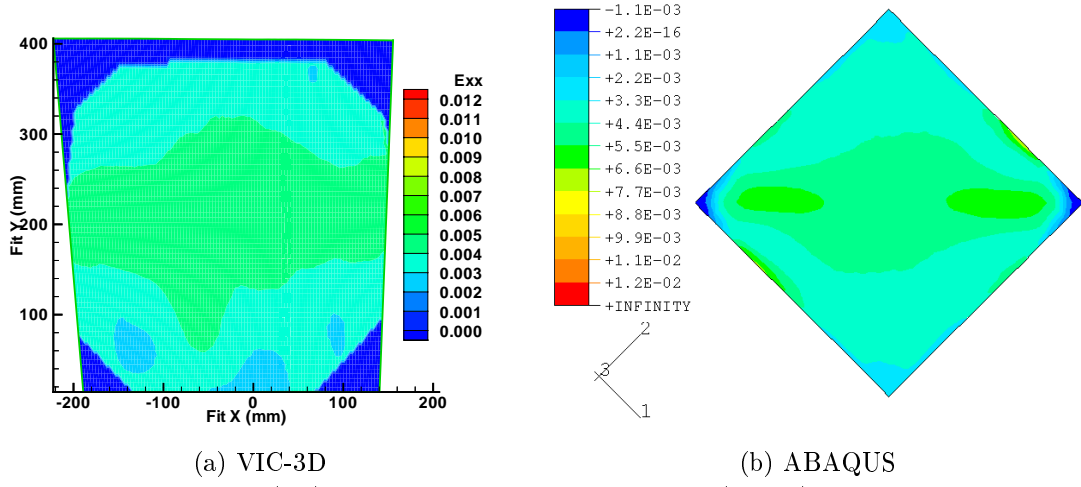 400
300
200
100
Fit Y (mm)
-200
-100
0
100
200
Fit X (mm)
Exx
0.012
0.011
0.010
0.009
0.008
0.007
0.006
0.005
0.004
0.003
0.002
0.001
0.000
(a) VIC-3D
-1.1E-03
+2.2E-16
+1.1E-03
+2.2E-03
+3.3E-03
+4.4E-03
+5.5E-03
+6.6E-03
+7.7E-03
+8.8E-03
+9.9E-03
+1.1E-02
+1.2E-02
+INFINITY
2
3
1
(b) ABAQUS